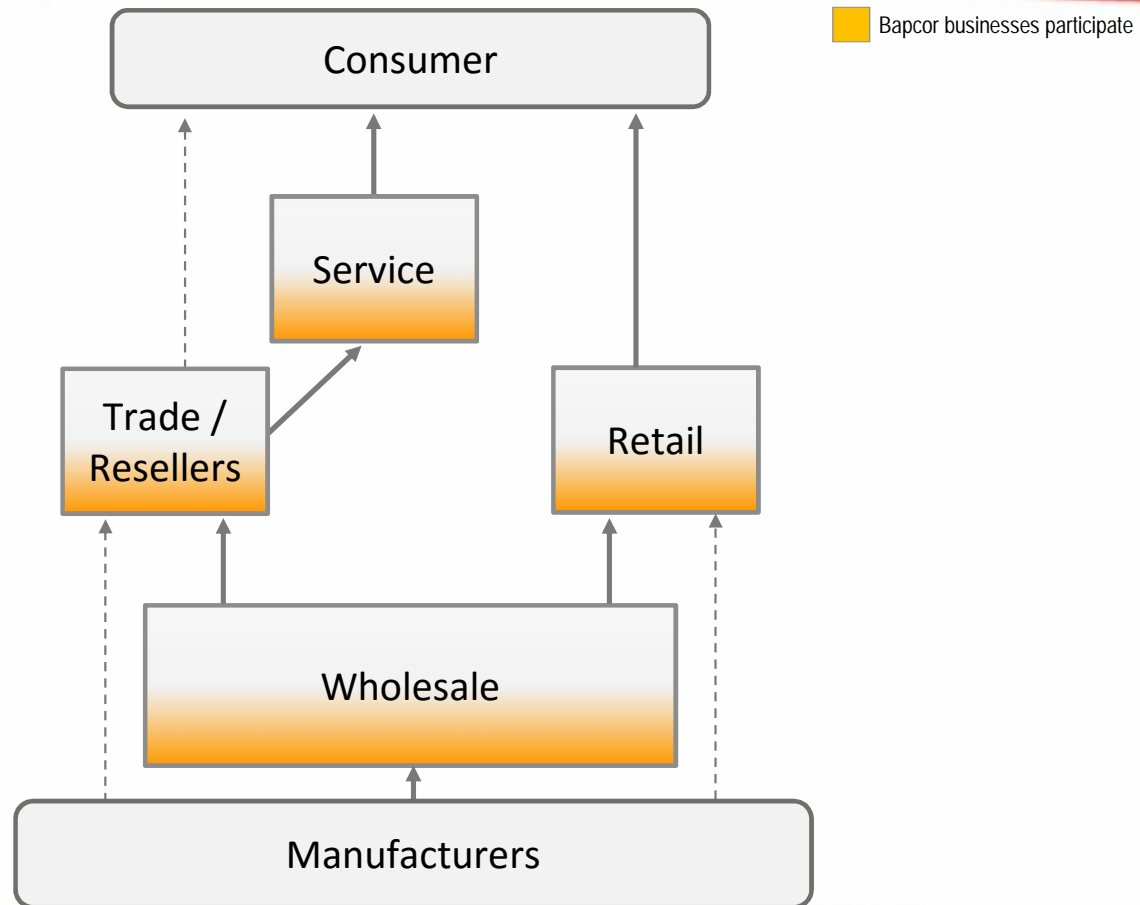 Bapcor businesses participate
Consumer
Service
Trade /
Resellers
Retail
Wholesale
Manufacturers